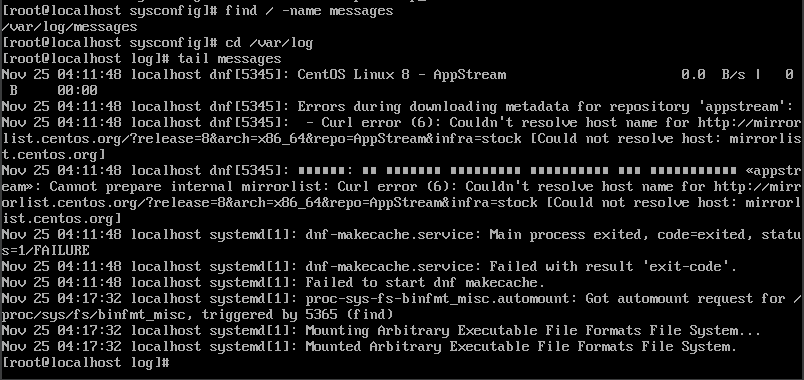 [root@localhost sysconfig]# find / -name messages
/var/log/messages
[root@localhost sysconfig]# cd /var/log
[root@localhost log]# tail messages
Nov 25 04:11:48 localhost dnf[5345]: CentOS Linux 8 - AppStream                      0.0  B/s |   0
 B     00:00
Nov 25 04:11:48 localhost dnf[5345]: Errors during downloading metadata for repository 'appstream':
Nov 25 04:11:48 localhost dnf[5345]:  - Curl error (6): Couldn't resolve host name for http://mirror
list.centos.org/?release=8&arch=x86_64&repo=AppStream&infra=stock [Could not resolve host: mirrorlis
t.centos.org]
Nov 25 04:11:48 localhost dnf[5345]: ■■■■■■: ■■ ■■■■■■■ ■■■■■■■■■ ■■■■■■■■■■ ■■■ ■■■■■■■■■■■ «appstr
eam»: Cannot prepare internal mirrorlist: Curl error (6): Couldn't resolve host name for http://mirr
orlist.centos.org/?release=8&arch=x86_64&repo=AppStream&infra=stock [Could not resolve host: mirrorl
ist.centos.org]
Nov 25 04:11:48 localhost systemd[1]: dnf-makecache.service: Main process exited, code=exited, statu
s=1/FAILURE
Nov 25 04:11:48 localhost systemd[1]: dnf-makecache.service: Failed with result 'exit-code'.
Nov 25 04:11:48 localhost systemd[1]: Failed to start dnf makecache.
Nov 25 04:17:32 localhost systemd[1]: proc-sys-fs-binfmt_misc.automount: Got automount request for /
proc/sys/fs/binfmt_misc, triggered by 5365 (find)
Nov 25 04:17:32 localhost systemd[1]: Mounting Arbitrary Executable File Formats File System...
Nov 25 04:17:32 localhost systemd[1]: Mounted Arbitrary Executable File Formats File System.
[root@localhost log]#